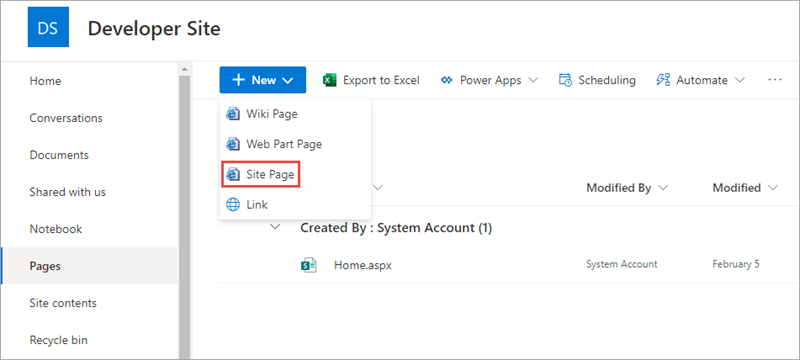 DS Developer Site
Home
Conversations
Documents
Shared with us
Notebook
Pages
Site contents
Recycle bin
New Export to Excel Power Apps Scheduling Automate
Wiki Page
Web Part Page
Site Page
Link
Modified By Modified
Created By : System Account (1)
Home.aspx System Account February 5